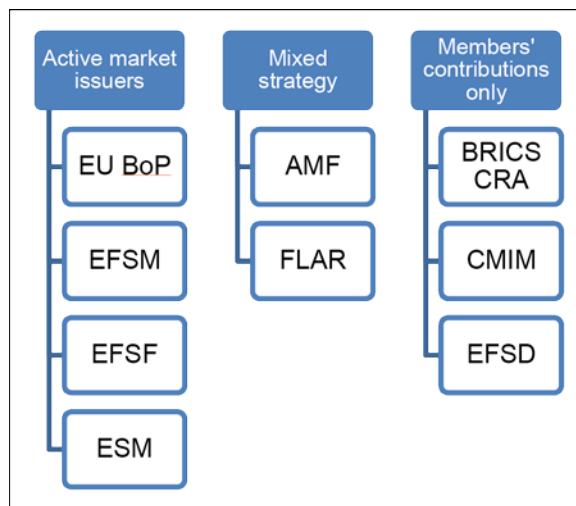 Active market
issuers
EU BoP
EFSM
EFSF
ESM
Mixed
strategy
AMF
FLAR
Members'
contributions
only
BRICS
CRA
CMIM
EFSD